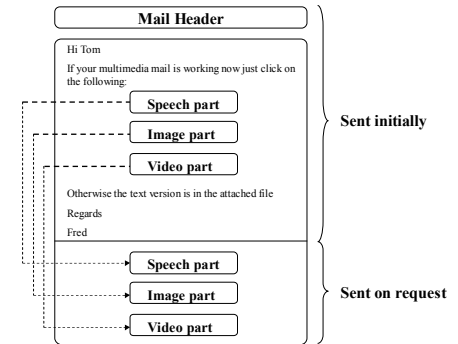 Mail Header
Hi Tom
If your multimedia mail is working now just click on
the following:
Speech part
Image part
Video part
Sent initially
Otherwise the text version is in the attached file
Regards
Fred
Speech part
Image part
Video part
Sent on request